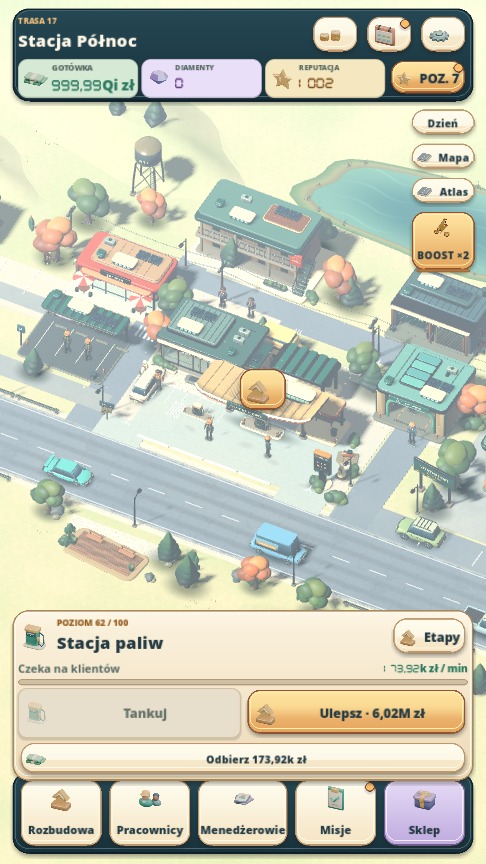 TRASA 17
Stacja Północ
GOTÓWKA
999,99Qi zł
DIAMENTY
0
REPUTACJA
1 002
POZ. 7
Dzień
Mapa
Atlas
BOOST ×2
POZIOM 62 / 100
Stacja paliw
Etapy
Czeka na klientów
173,92k zł / min
Tankuj
Ulepsz · 6,02M zł
Odbierz 173,92k zł
Rozbudowa
Pracownicy
Menedżerowie
Misje
Sklep